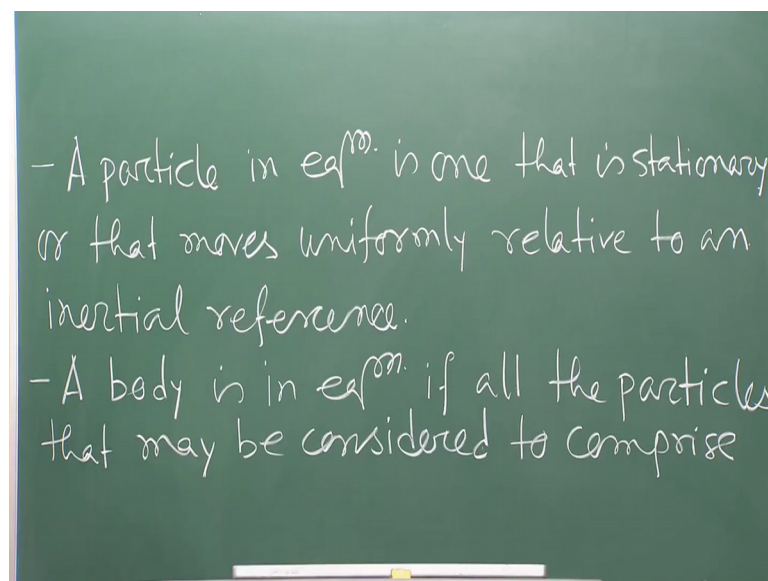 - A particle in eqm. is one that is stationary
or that moves uniformly relative to an
inertial reference.
- A body is in eqm. if all the particles
that may be considered to comprise